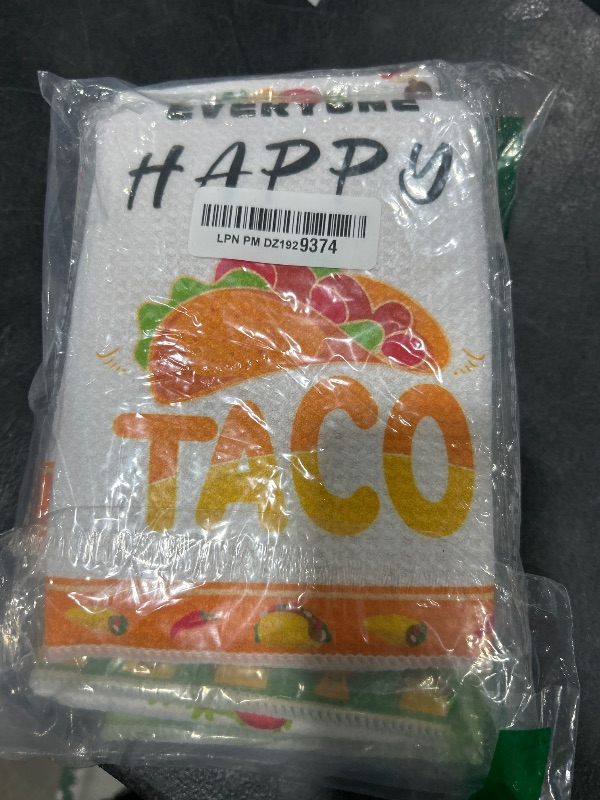 EVERYONE
HAPPY
LPN PM DZ1929374
TACO